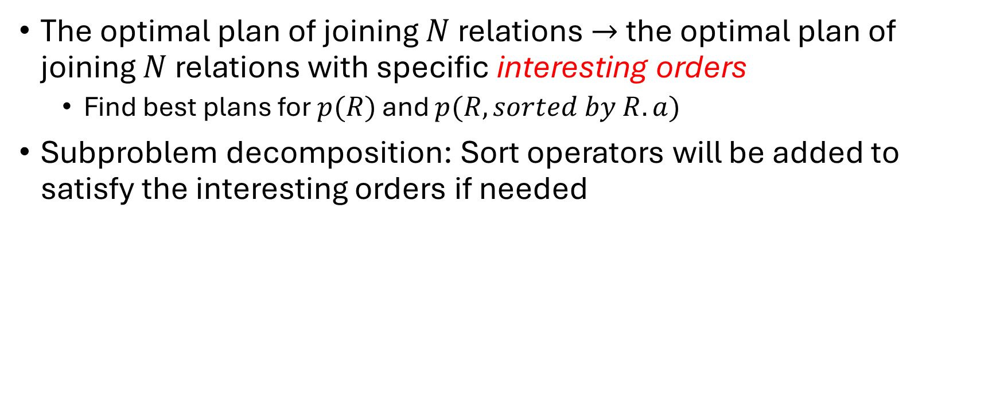 • The optimal plan of joining N relations → the optimal plan of
joining N relations with specific interesting orders
• Find best plans for p(R) and p(R, sorted by R.a)
• Subproblem decomposition: Sort operators will be added to
satisfy the interesting orders if needed